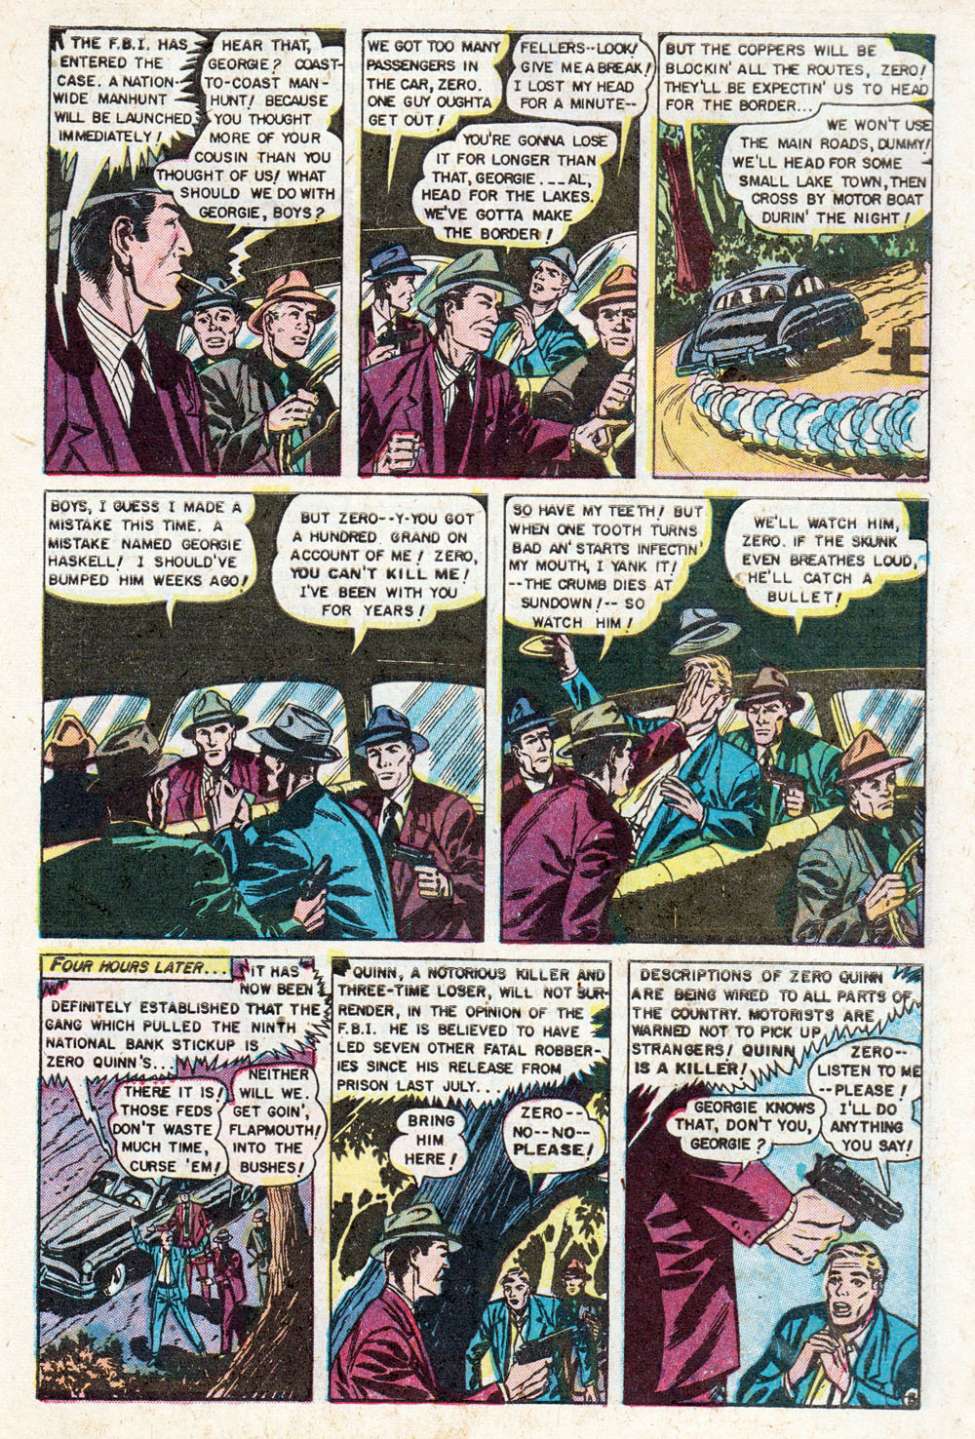 THE F.B.I. HAS
ENTERED THE
CASE. A NATION-
WIDE MANHUNT
WILL BE LAUNCHED
IMMEDIATELY!
HEAR THAT,
GEORGIE? COAST-
TO-COAST MAN-
HUNT! BECAUSE
YOU THOUGHT
MORE OF YOUR
COUSIN THAN YOU
THOUGHT OF US! WHAT
SHOULD WE DO WITH
GEORGIE, BOYS?
WE GOT TOO MANY
PASSENGERS IN
THE CAR, ZERO.
ONE GUY OUGHTA
GET OUT!
FELLERS--LOOK!
GIVE ME A BREAK!
I LOST MY HEAD
FOR A MINUTE--
YOU'RE GONNA LOSE
IT FOR LONGER THAN
THAT, GEORGIE....AL,
HEAD FOR THE LAKES.
WE'VE GOTTA MAKE
THE BORDER!
BUT THE COPPERS WILL BE
BLOCKIN' ALL THE ROUTES, ZERO!
THEY'LL BE EXPECTIN' US TO HEAD
FOR THE BORDER...
WE WON'T USE
THE MAIN ROADS, DUMMY!
WE'LL HEAD FOR SOME
SMALL LAKE TOWN, THEN
CROSS BY MOTOR BOAT
DURIN' THE NIGHT!
BOYS, I GUESS I MADE A
MISTAKE THIS TIME. A
MISTAKE NAMED GEORGIE
HASKELL! I SHOULD'VE
BUMPED HIM WEEKS AGO!
BUT ZERO--Y-YOU GOT
A HUNDRED GRAND ON
ACCOUNT OF ME! ZERO,
YOU CAN'T KILL ME!
I'VE BEEN WITH YOU
FOR YEARS!
SO HAVE MY TEETH! BUT
WHEN ONE TOOTH TURNS
BAD AN' STARTS INFECTIN'
MY MOUTH, I YANK IT!
--THE CRUMB DIES AT
SUNDOWN!-- SO
WATCH HIM!
WE'LL WATCH HIM,
ZERO. IF THE SKUNK
EVEN BREATHES LOUD,
HE'LL CATCH A
BULLET!
FOUR HOURS LATER...
IT HAS
NOW BEEN
DEFINITELY ESTABLISHED THAT THE
GANG WHICH PULLED THE NINTH
NATIONAL BANK STICKUP IS
ZERO QUINN'S...
THERE IT IS!
THOSE FEDS
DON'T WASTE
MUCH TIME,
CURSE 'EM!
NEITHER
WILL WE.
GET GOIN',
FLAPMOUTH!
INTO THE
BUSHES!
QUINN, A NOTORIOUS KILLER AND
THREE-TIME LOSER, WILL NOT SUR-
RENDER, IN THE OPINION OF THE
F.B.I. HE IS BELIEVED TO HAVE
LED SEVEN OTHER FATAL ROBBER-
IES SINCE HIS RELEASE FROM
PRISON LAST JULY...
BRING
HIM
HERE!
ZERO--
NO--NO--
PLEASE!
DESCRIPTIONS OF ZERO QUINN
ARE BEING WIRED TO ALL PARTS OF
THE COUNTRY. MOTORISTS ARE
WARNED NOT TO PICK UP
STRANGERS! QUINN
IS A KILLER!
GEORGIE KNOWS
THAT, DON'T YOU,
GEORGIE?
ZERO--
LISTEN TO ME
--PLEASE!
I'LL DO
ANYTHING
YOU SAY!